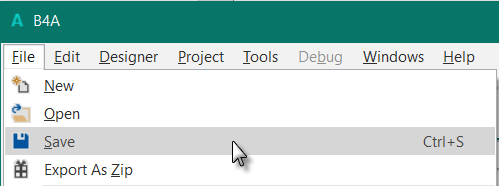 A B4A
File Edit Designer Project Tools Debug Windows Help
New
Open
Save Ctrl+S
Export As Zip